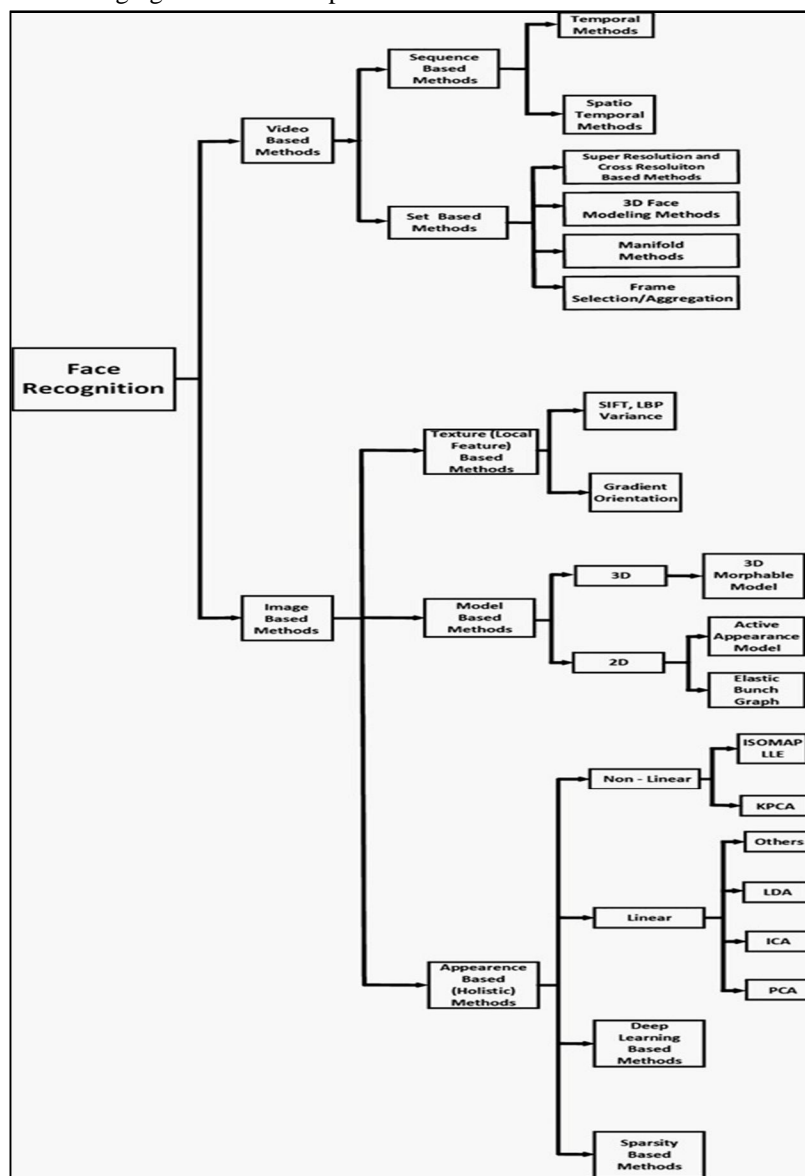 Temporal
Methods
Sequence
Based
Methods
Spatio
Temporal
Methods
Video
Based
Methods
Super Resolution and
Cross Resoluiton
Based Methods
Set Based
Methods
3D Face
Modeling Methods
Manifold
Methods
Frame
Selection/Aggregation
Face
Recognition
SIFT, LBP
Variance
Texture (Local
Feature)
Based
Methods
Gradient
Orientation
Image
Based
Methods
Model
Based
Methods
3D
3D
Morphable
Model
2D
Active
Appearance
Model
Elastic
Bunch
Graph
Non - Linear
ISOMAP
LLE
KPCA
Linear
Others
LDA
ICA
PCA
Appearence
Based
(Holistic)
Methods
Deep
Learning
Based
Methods
Sparsity
Based Methods